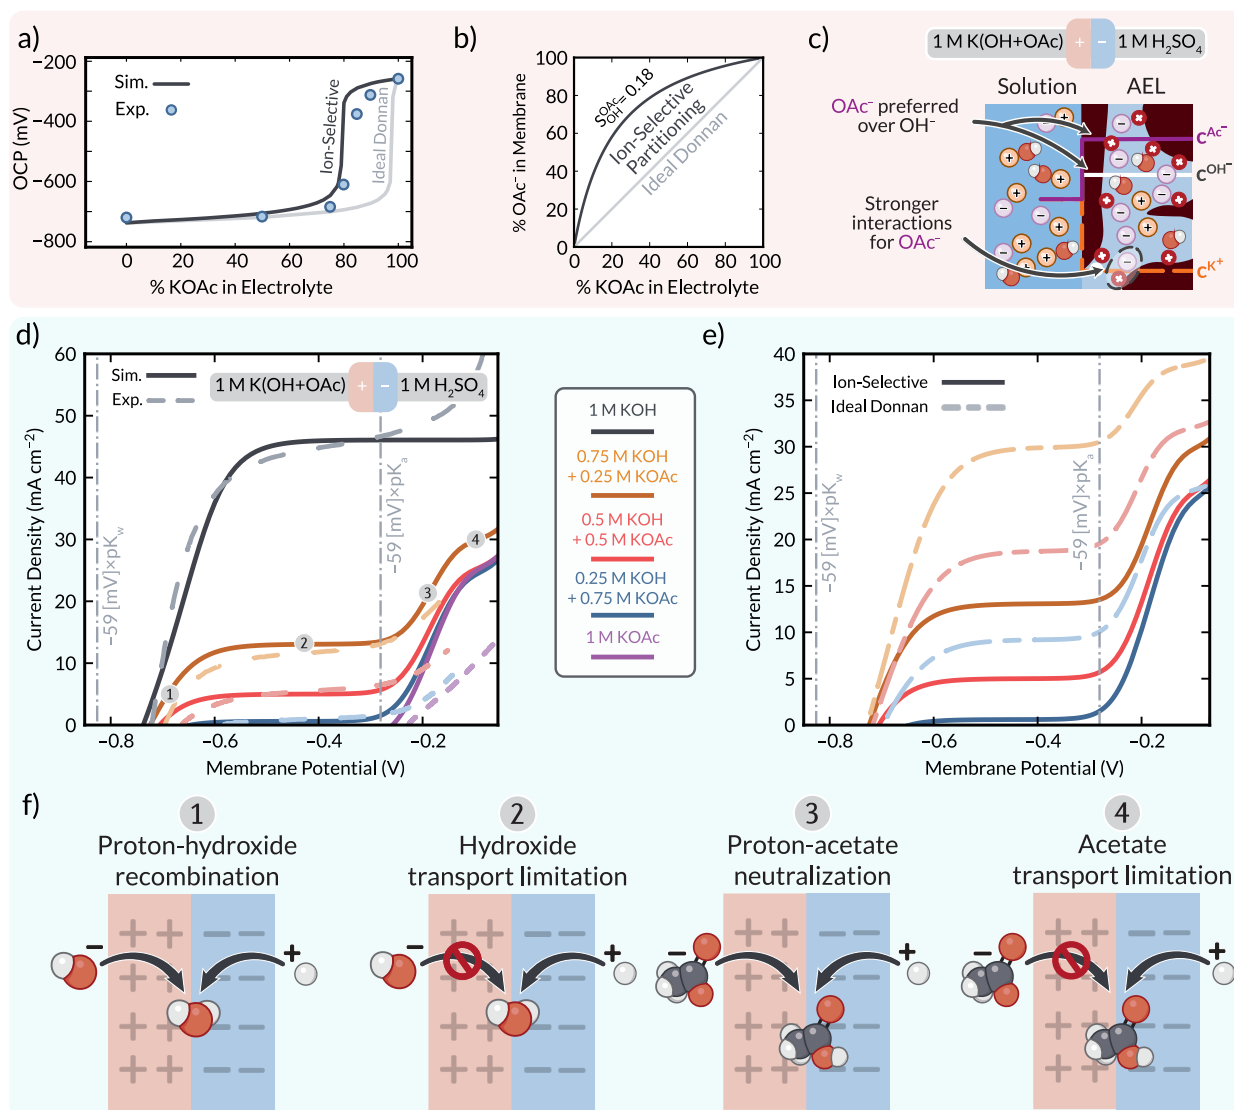 a)
OCP (mV)
−200
−400
−600
−800
Sim.
Exp.
Ion-Selective
Ideal Donnan
0
20
40
60
80
100
% KOAc in Electrolyte
b)
% OAc⁻ in Membrane
100
80
60
40
20
0
S_OH^OAc = 0.18
Ion-Selective
Partitioning
Ideal Donnan
0
20
40
60
80
100
% KOAc in Electrolyte
c)
1 M K(OH+OAc)
+
−
1 M H₂SO₄
Solution
AEL
OAc⁻ preferred
over OH⁻
Stronger
interactions
for OAc⁻
c^Ac⁻
c^OH⁻
c^K⁺
d)
Current Density (mA cm⁻²)
60
50
40
30
20
10
0
Sim.
Exp.
1 M K(OH+OAc)
+
−
1 M H₂SO₄
−59 [mV]×pK_w
−59 [mV]×pK_a
1
2
3
4
−0.8
−0.6
−0.4
−0.2
Membrane Potential (V)
1 M KOH
0.75 M KOH
+ 0.25 M KOAc
0.5 M KOH
+ 0.5 M KOAc
0.25 M KOH
+ 0.75 M KOAc
1 M KOAc
e)
Current Density (mA cm⁻²)
40
35
30
25
20
15
10
5
0
Ion-Selective
Ideal Donnan
−59 [mV]×pK_w
−59 [mV]×pK_a
−0.8
−0.6
−0.4
−0.2
Membrane Potential (V)
f)
1
Proton-hydroxide
recombination
2
Hydroxide
transport limitation
3
Proton-acetate
neutralization
4
Acetate
transport limitation